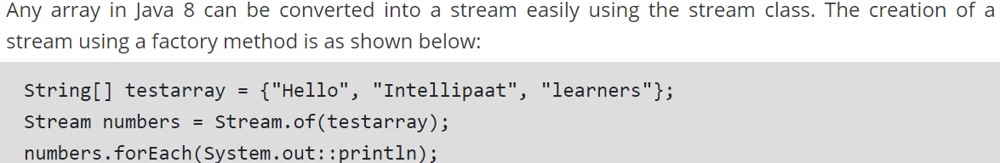 Any array in Java 8 can be converted into a stream easily using the stream class. The creation of a
stream using a factory method is as shown below:
String[] testarray = {"Hello", "Intellipaat", "learners"};
Stream numbers = Stream.of(testarray);
numbers.forEach(System.out::println);